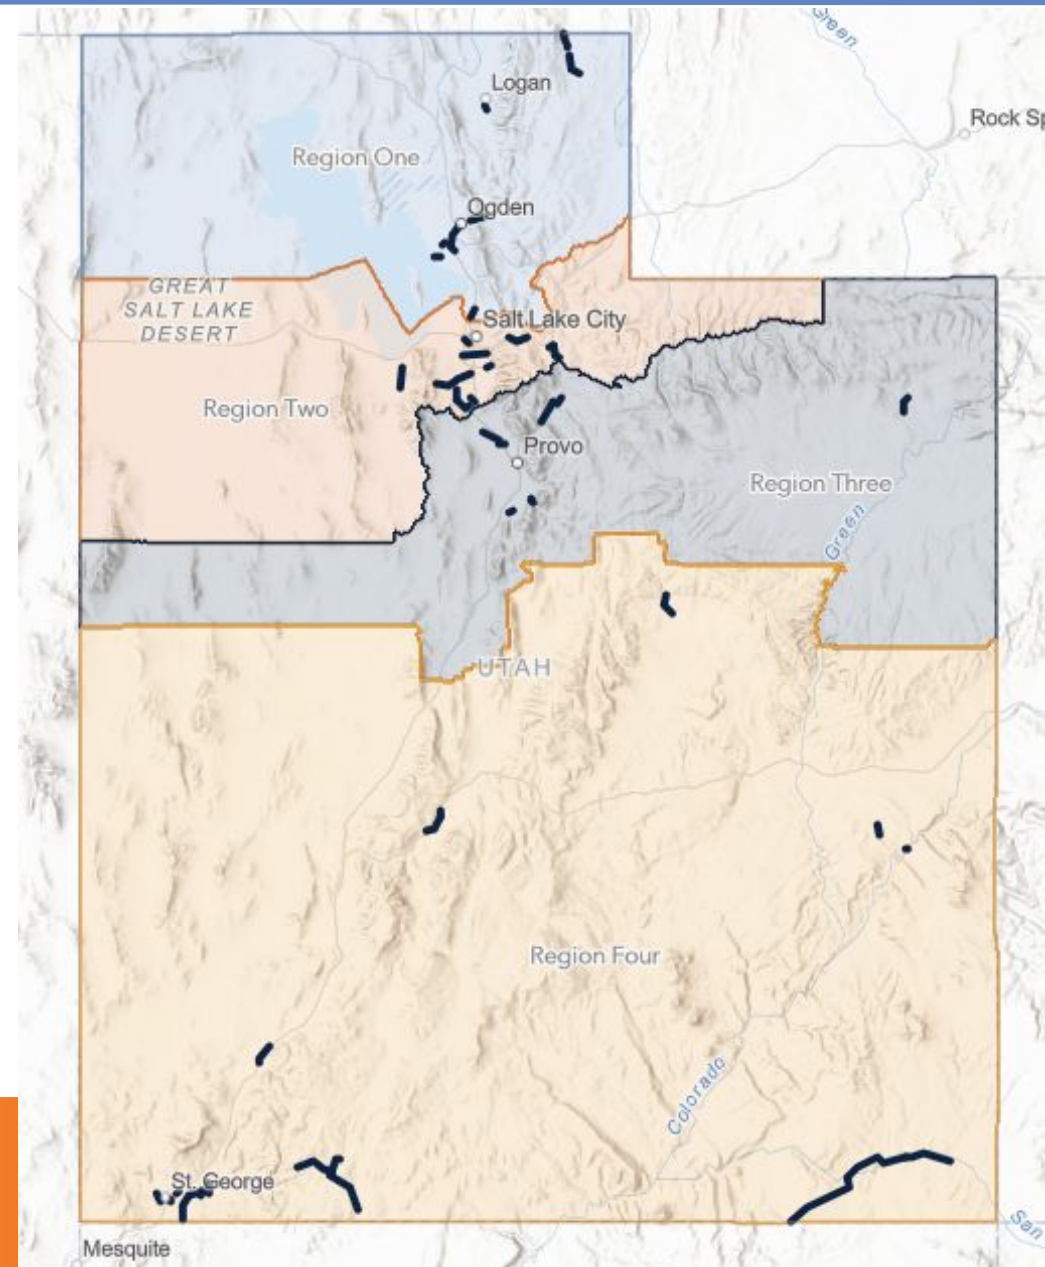 Green
Logan
Rock Sp
Region One
Ogden
GREAT
SALT LAKE
DESERT
Salt Lake City
Region Two
Provo
Region Three
Green
UTAH
Region Four
Colorado
St. George
San
Mesquite